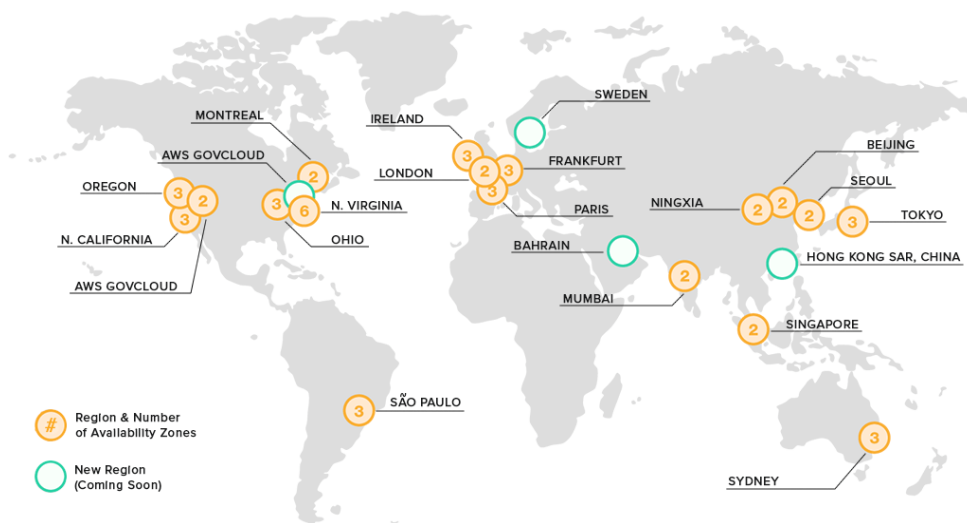 SWEDEN
MONTREAL
IRELAND
BEIJING
AWS GOVCLOUD
3
FRANKFURT
2
3
LONDON
2
SEOUL
OREGON
3
2
3
3
6
N. VIRGINIA
PARIS
NINGXIA
2
2
2
3
TOKYO
N. CALIFORNIA
3
OHIO
BAHRAIN
HONG KONG SAR, CHINA
AWS GOVCLOUD
2
MUMBAI
2
SINGAPORE
3
SÃO PAULO
# Region & Number
of Availability Zones
3
New Region
(Coming Soon)
SYDNEY